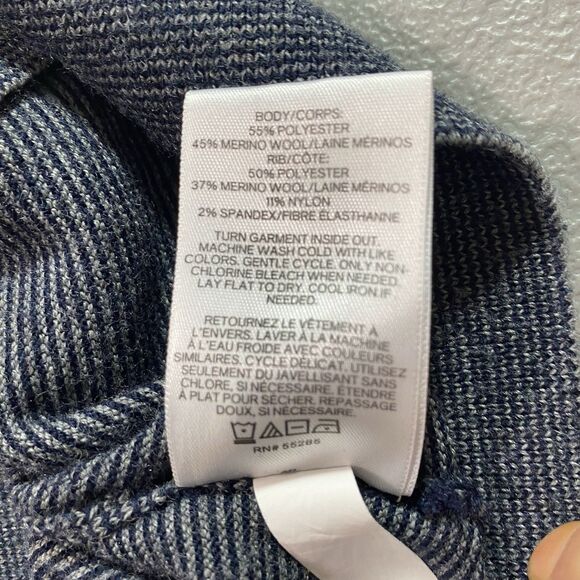 BODY/CORPS:
55% POLYESTER
45% MERINO WOOL/LAINE MÉRINOS
RIB/CÔTE:
50% POLYESTER
37% MERINO WOOL/LAINE MÉRINOS
11% NYLON
2% SPANDEX/FIBRE ÉLASTHANNE
TURN GARMENT INSIDE OUT.
MACHINE WASH COLD WITH LIKE
COLORS. GENTLE CYCLE. ONLY NON-
CHLORINE BLEACH WHEN NEEDED.
LAY FLAT TO DRY. COOL IRON IF
NEEDED.
RETOURNEZ LE VÊTEMENT À
L'ENVERS. LAVER À LA MACHINE
À L'EAU FROIDE AVEC COULEURS
SIMILAIRES. CYCLE DÉLICAT. UTILISEZ
SEULEMENT DU JAVELLISANT SANS
CHLORE, SI NÉCESSAIRE. ÉTENDRE
À PLAT POUR SÉCHER. REPASSAGE
DOUX, SI NÉCESSAIRE.
RN# 55285